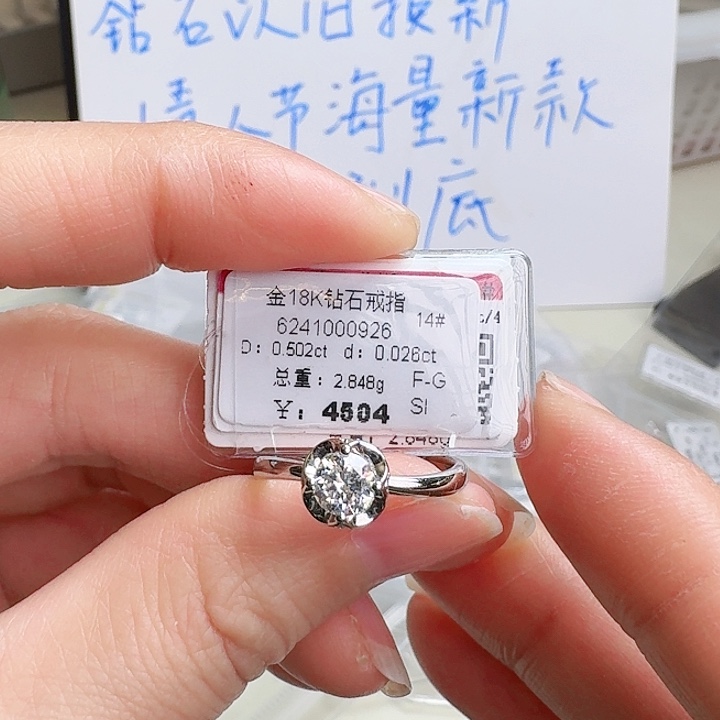 钻石以旧换新
情人节海量新款
到底
金18K钻石戒指
6241000926 14#
D: 0.502ct d: 0.026ct
总重: 2.848g F-G
¥: 4504 SI